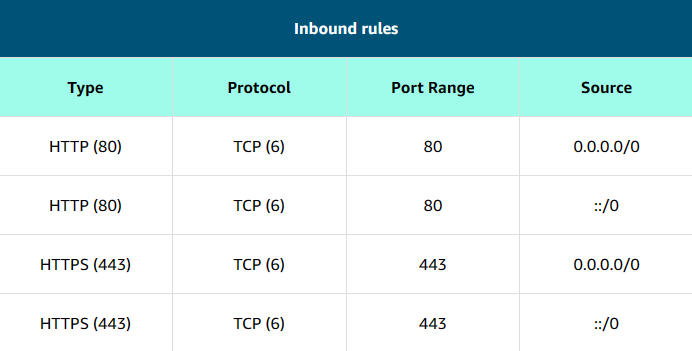 Inbound rules
Type Protocol Port Range Source
HTTP (80) TCP (6) 80 0.0.0.0/0
HTTP (80) TCP (6) 80 ::/0
HTTPS (443) TCP (6) 443 0.0.0.0/0
HTTPS (443) TCP (6) 443 ::/0